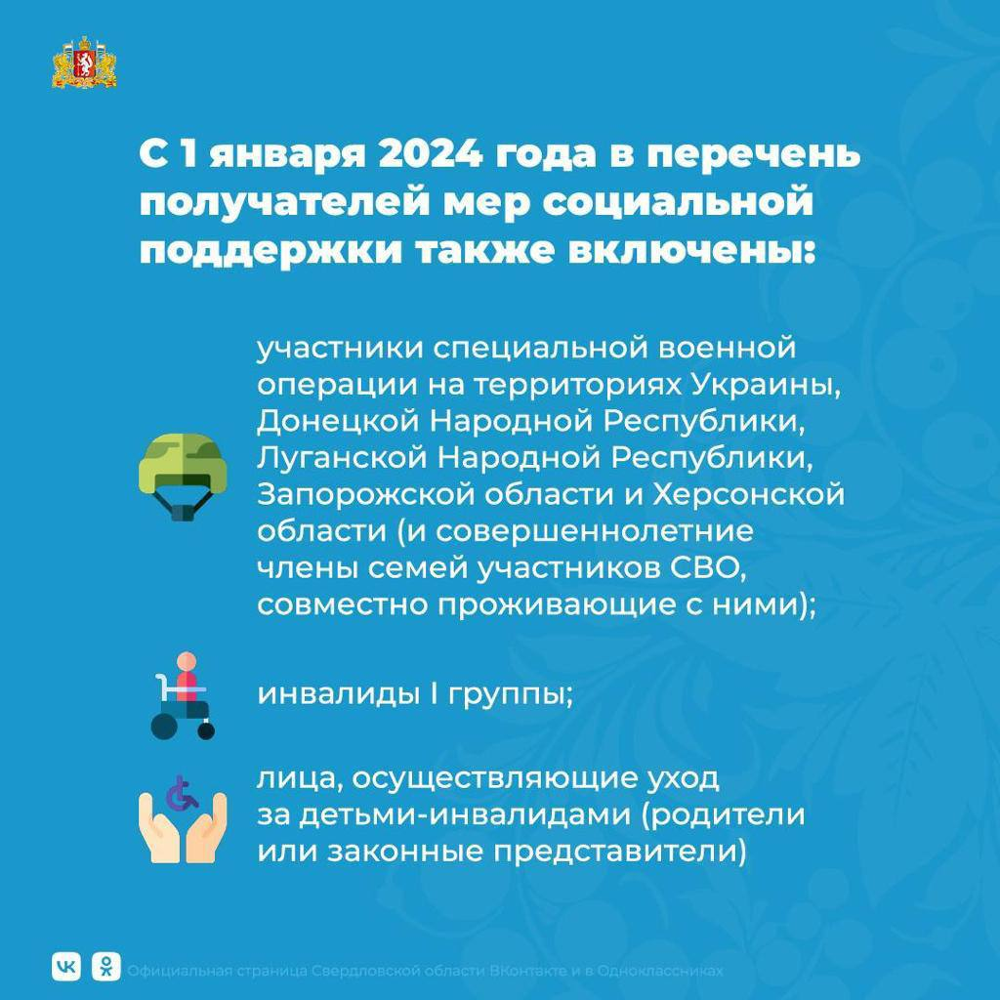 С 1 января 2024 года в перечень
получателей мер социальной
поддержки также включены:
участники специальной военной
операции на территориях Украины,
Донецкой Народной Республики,
Луганской Народной Республики,
Запорожской области и Херсонской
области (и совершеннолетние
члены семей участников СВО,
совместно проживающие с ними);
инвалиды I группы;
лица, осуществляющие уход
за детьми-инвалидами (родители
или законные представители)
Официальная страница Свердловской области ВКонтакте и в Одноклассниках